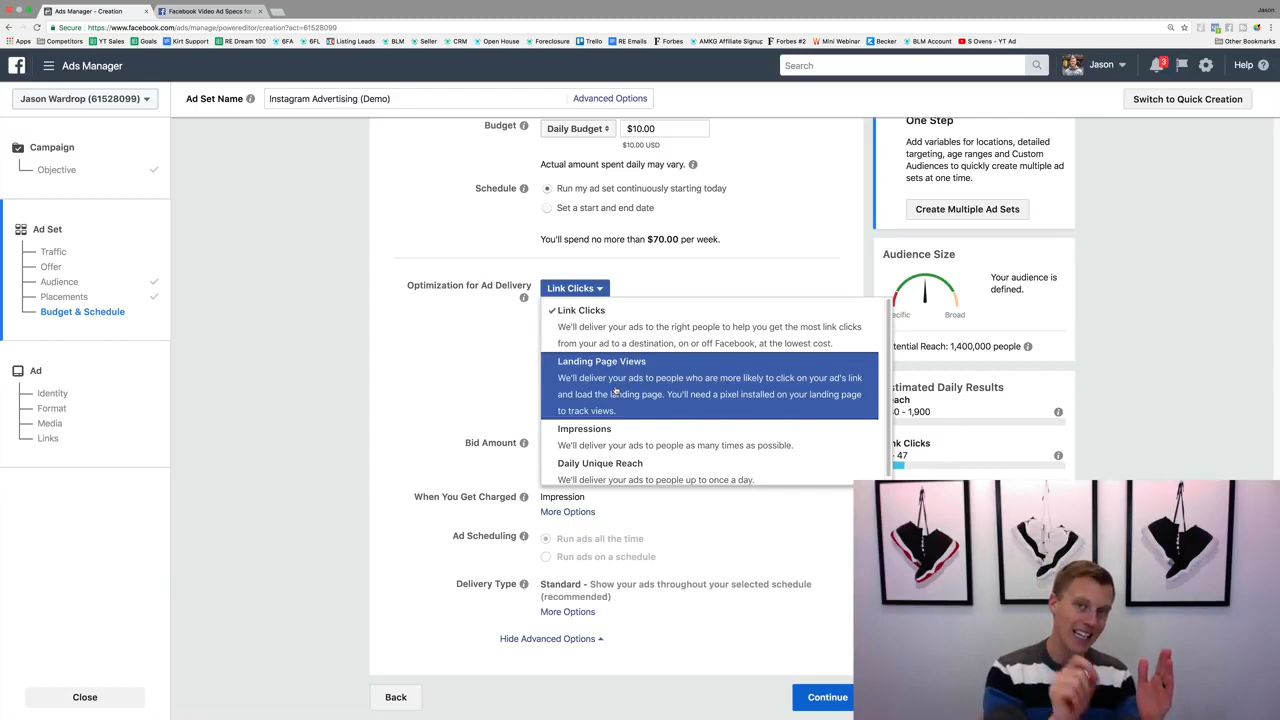 Ads Manager - Creation
Facebook Video Ad Specs for
Jason
Secure
https://www.facebook.com/ads/manage/powereditor/creation?act=61528099
Apps
Competitors
YT Sales
Goals
Kirt Support
RE Dream 100
6FA
6FL
Listing Leads
BLM
Seller
CRM
Open House
Foreclosure
Trello
RE Emails
Forbes
AMKG Affiliate Signup
Forbes #2
Mini Webinar
Becker
BLM Account
S Ovens - YT Ad
Other Bookmarks
Ads Manager
Search
Jason
3
Help
Jason Wardrop (61528099)
Ad Set Name
Instagram Advertising (Demo)
Advanced Options
Switch to Quick Creation
Campaign
Objective
Ad Set
Traffic
Offer
Audience
Placements
Budget & Schedule
Ad
Identity
Format
Media
Links
Close
Budget
Daily Budget
$10.00
$10.00 USD
Actual amount spent daily may vary.
Schedule
Run my ad set continuously starting today
Set a start and end date
You'll spend no more than $70.00 per week.
Optimization for Ad Delivery
Link Clicks
Link Clicks
We'll deliver your ads to the right people to help you get the most link clicks
from your ad to a destination, on or off Facebook, at the lowest cost.
Landing Page Views
We'll deliver your ads to people who are more likely to click on your ad's link
and load the landing page. You'll need a pixel installed on your landing page
to track views.
Impressions
We'll deliver your ads to people as many times as possible.
Daily Unique Reach
We'll deliver your ads to people up to once a day.
Bid Amount
When You Get Charged
Impression
More Options
Ad Scheduling
Run ads all the time
Run ads on a schedule
Delivery Type
Standard - Show your ads throughout your selected schedule
(recommended)
More Options
Hide Advanced Options
Back
Continue
One Step
Add variables for locations, detailed
targeting, age ranges and Custom
Audiences to quickly create multiple ad
sets at one time.
Create Multiple Ad Sets
Audience Size
Your audience is
defined.
ecific
Broad
tential Reach: 1,400,000 people
stimated Daily Results
ach
0 - 1,900
nk Clicks
- 47